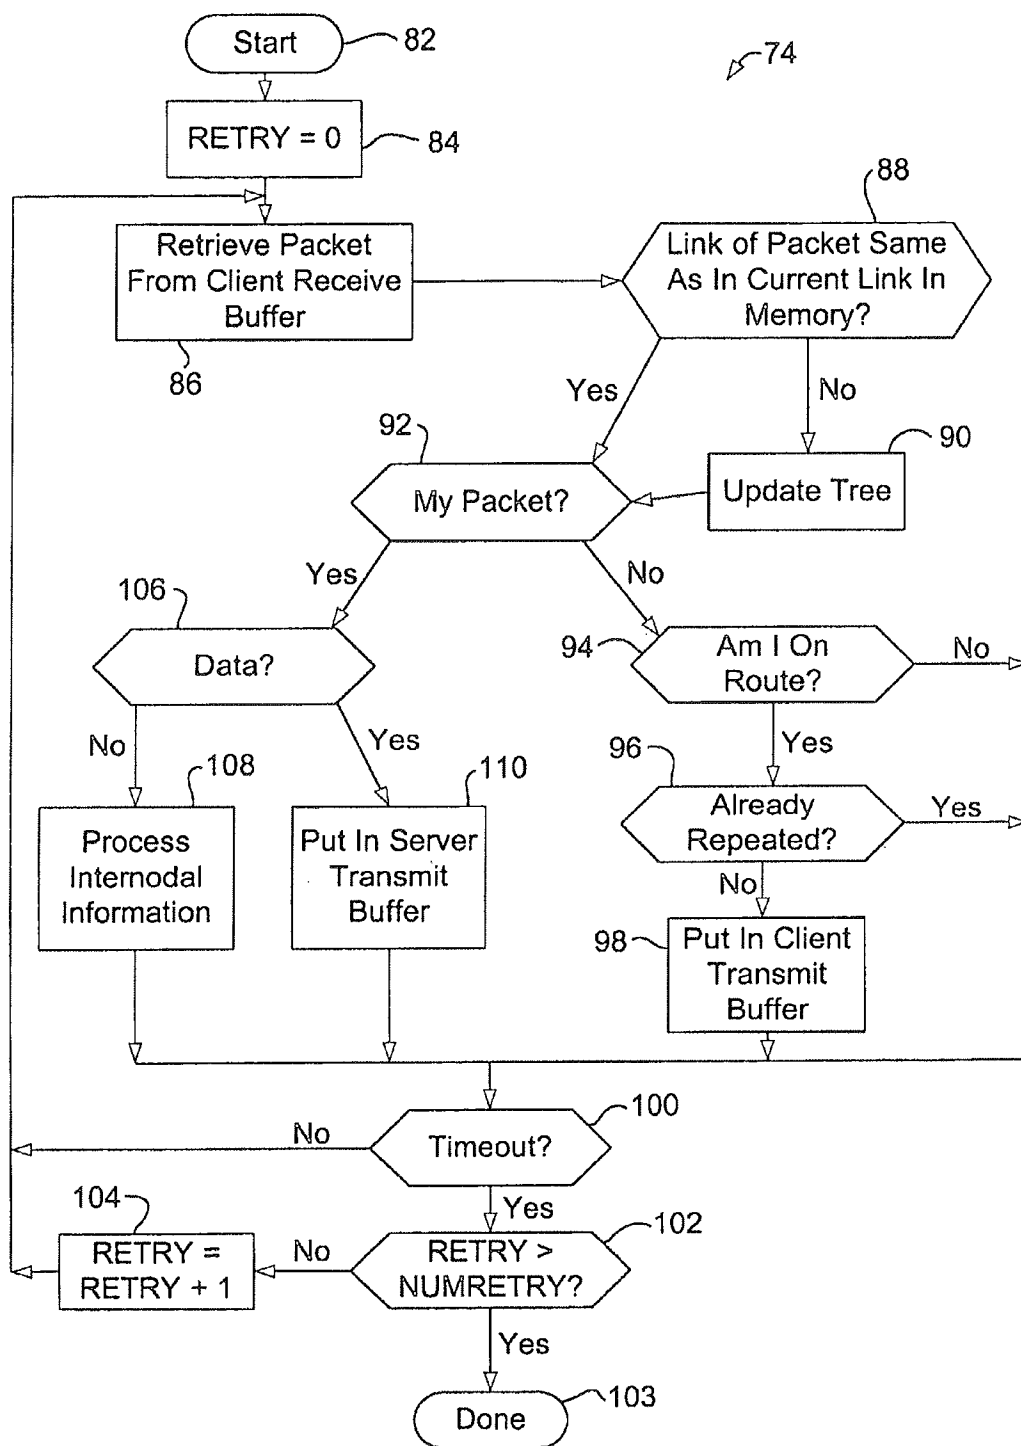 Start
82
74
RETRY = 0
84
88
Retrieve Packet
From Client Receive
Buffer
86
Link of Packet Same
As In Current Link In
Memory?
Yes
No
92
90
My Packet?
Update Tree
Yes
No
106
94
Data?
Am I On
Route?
No
No
Yes
Yes
108
110
96
Process
Internodal
Information
Put In Server
Transmit
Buffer
Already
Repeated?
Yes
No
98
Put In Client
Transmit
Buffer
100
No
Timeout?
Yes
104
102
RETRY =
RETRY + 1
No
RETRY >
NUMRETRY?
Yes
103
Done